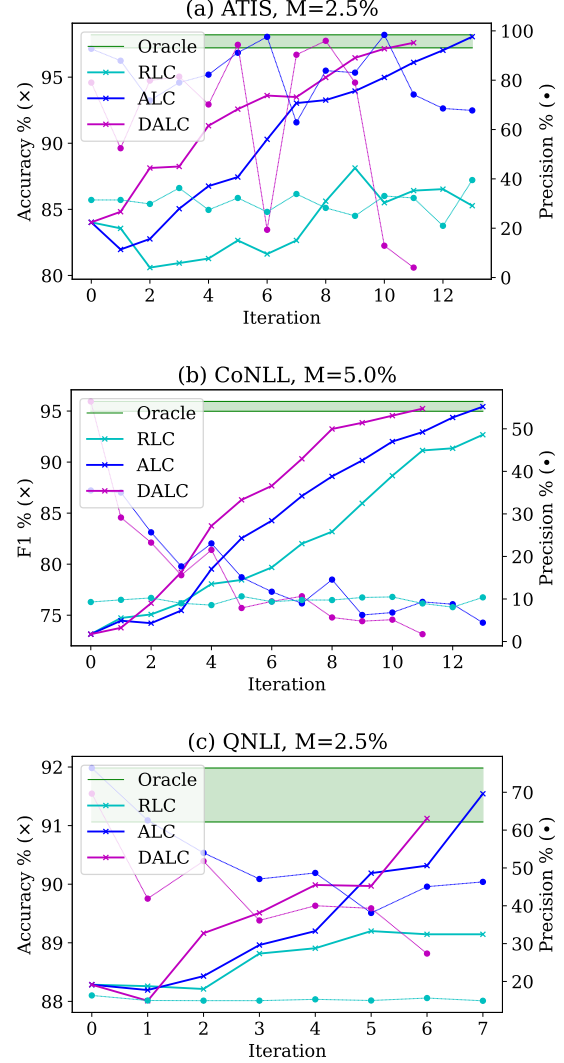 (a) ATIS, M=2.5%
Oracle
RLC
ALC
DALC
Accuracy % (×)
95
90
85
80
Precision % (•)
100
80
60
40
20
0
0 2 4 6 8 10 12
Iteration
(b) CoNLL, M=5.0%
Oracle
RLC
ALC
DALC
F1 % (×)
95
90
85
80
75
Precision % (•)
50
40
30
20
10
0
0 2 4 6 8 10 12
Iteration
(c) QNLI, M=2.5%
Oracle
RLC
ALC
DALC
Accuracy % (×)
92
91
90
89
88
Precision % (•)
70
60
50
40
30
20
0 1 2 3 4 5 6 7
Iteration